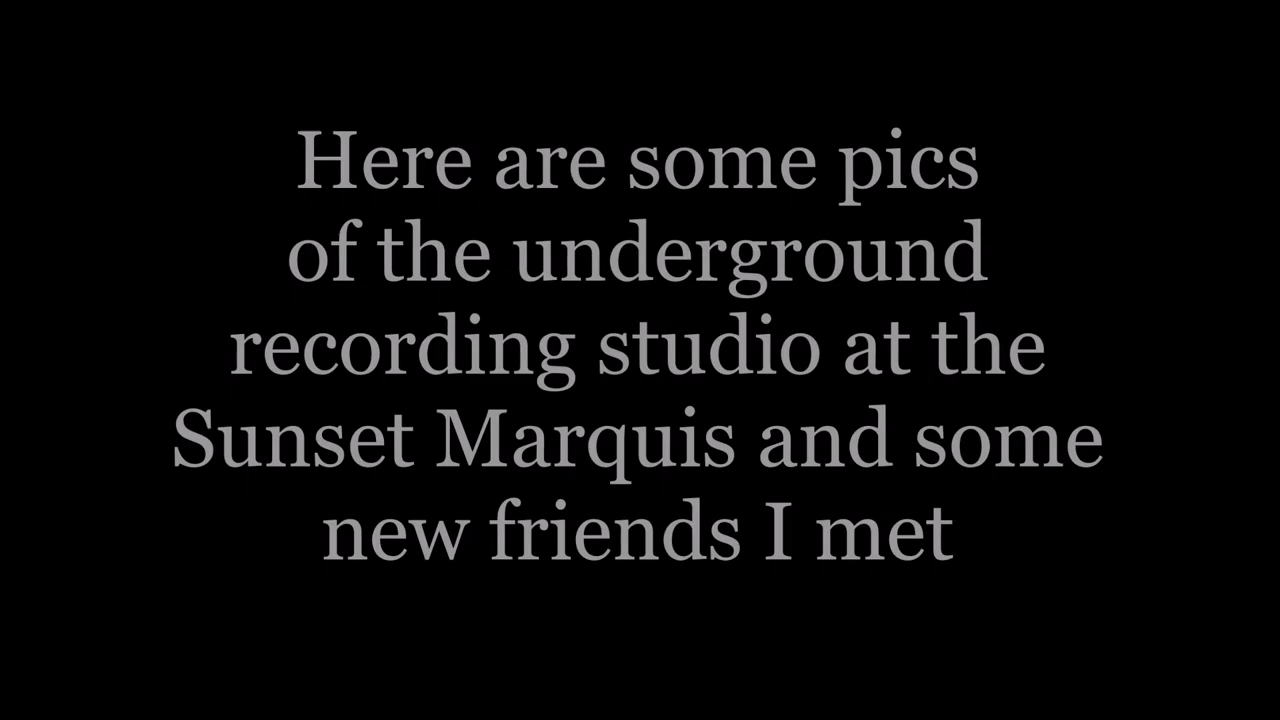 Here are some pics
of the underground
recording studio at the
Sunset Marquis and some
new friends I met